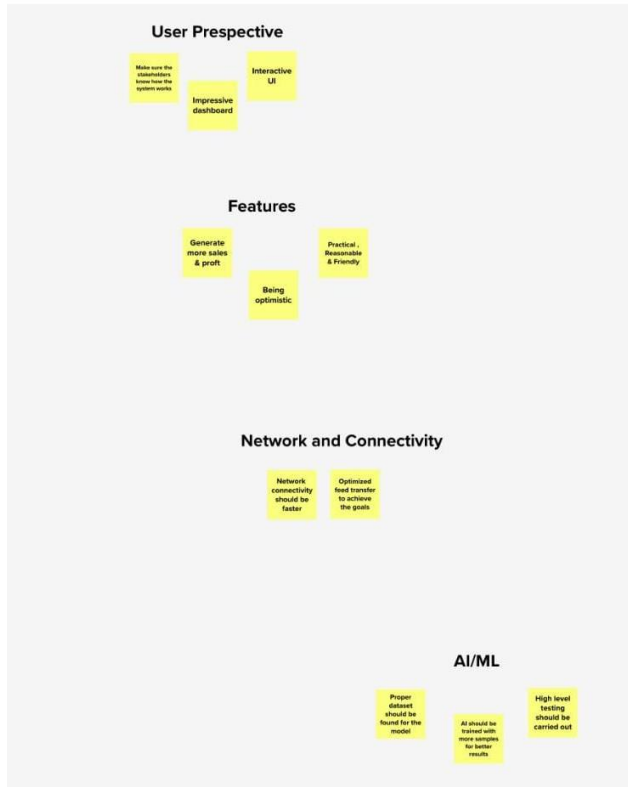 User Prespective
Make sure the
stakeholders
know how the
system works
Impressive
dashboard
Interactive
UI
Features
Generate
more sales
& proft
Being
optimistic
Practical ,
Reasonable
& Friendly
Network and Connectivity
Network
connectivity
should be
faster
Optimized
feed transfer
to achieve
the goals
AI/ML
Proper
dataset
should be
found for the
model
AI should be
trained with
more samples
for better
results
High level
testing
should be
carried out